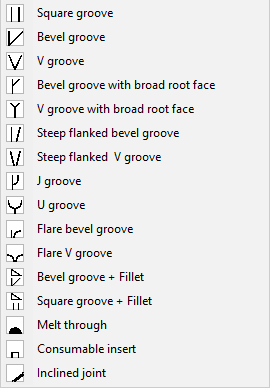 Square groove
Bevel groove
V groove
Bevel groove with broad root face
V groove with broad root face
Steep flanked bevel groove
Steep flanked  V groove
J groove
U groove
Flare bevel groove
Flare V groove
Bevel groove + Fillet
Square groove + Fillet
Melt through
Consumable insert
Inclined joint